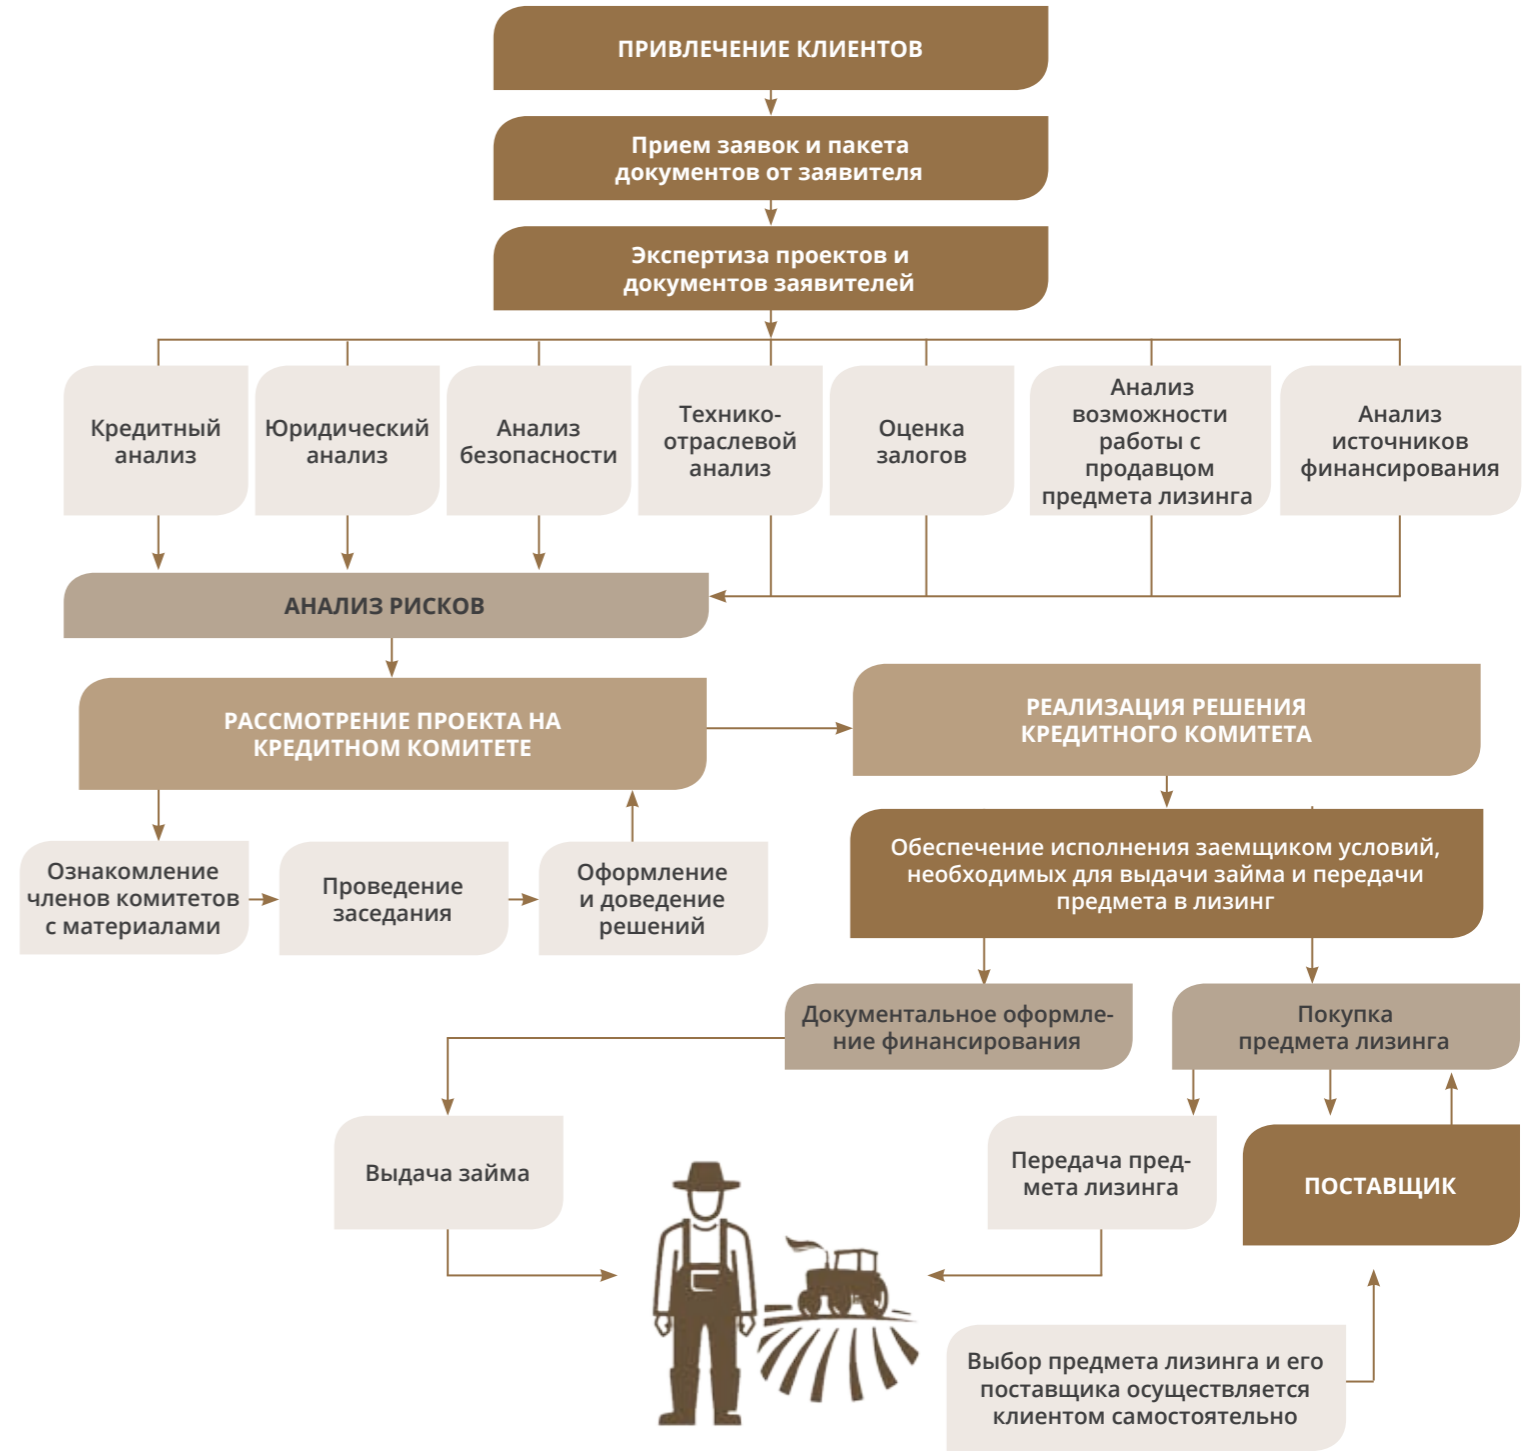 ПРИВЛЕЧЕНИЕ КЛИЕНТОВ
Прием заявок и пакета
документов от заявителя
Экспертиза проектов и
документов заявителей
Кредитный
анализ
Юридический
анализ
Анализ
безопасности
Технико-
отраслевой
анализ
Оценка
залогов
Анализ
возможности
работы с
продавцом
предмета лизинга
Анализ
источников
финансирования
АНАЛИЗ РИСКОВ
РАССМОТРЕНИЕ ПРОЕКТА НА
КРЕДИТНОМ КОМИТЕТЕ
РЕАЛИЗАЦИЯ РЕШЕНИЯ
КРЕДИТНОГО КОМИТЕТА
Ознакомление
членов комитетов
с материалами
Проведение
заседания
Оформление
и доведение
решений
Обеспечение исполнения заемщиком условий,
необходимых для выдачи займа и передачи
предмета в лизинг
Документальное оформле-
ние финансирования
Покупка
предмета лизинга
Выдача займа
Передача пред-
мета лизинга
ПОСТАВЩИК
Выбор предмета лизинга и его
поставщика осуществляется
клиентом самостоятельно